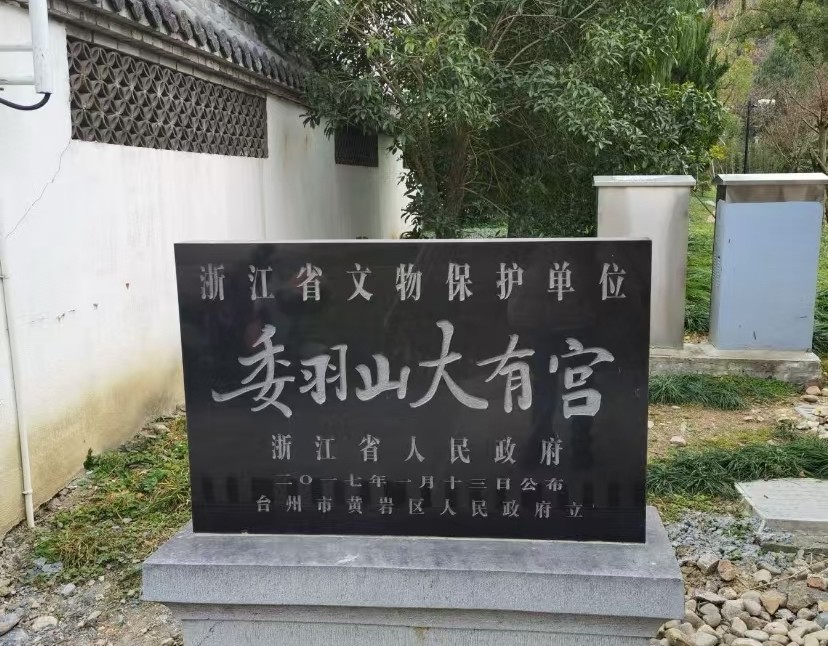 浙江省文物保护单位
委羽山大有宫
浙江省人民政府
二〇一七年一月十三日公布
台州市黄岩区人民政府立